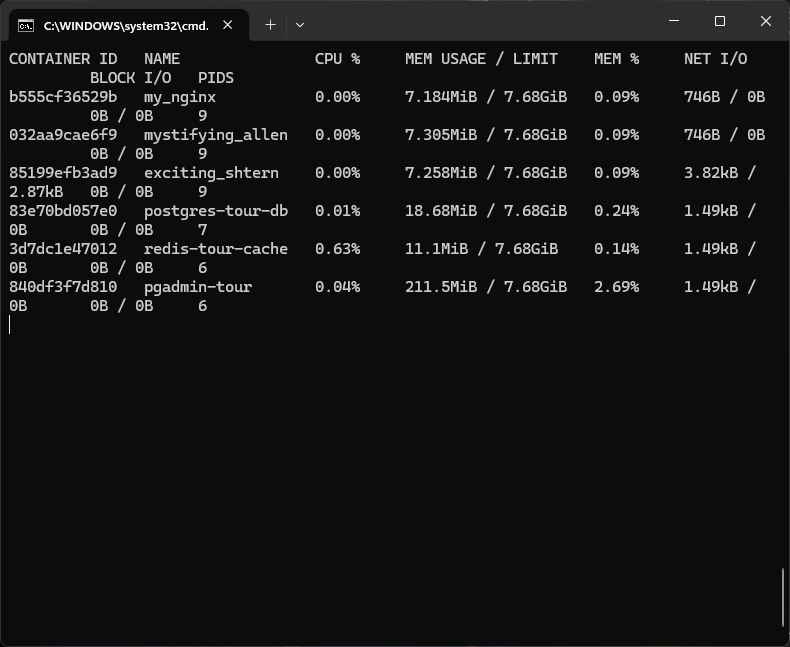 C:\WINDOWS\system32\cmd.
CONTAINER ID   NAME               CPU %     MEM USAGE / LIMIT    MEM %     NET I/O
         BLOCK I/O   PIDS
b555cf36529b   my_nginx           0.00%     7.184MiB / 7.68GiB   0.09%     746B / 0B
         0B / 0B     9
032aa9cae6f9   mystifying_allen   0.00%     7.305MiB / 7.68GiB   0.09%     746B / 0B
         0B / 0B     9
85199efb3ad9   exciting_shtern    0.00%     7.258MiB / 7.68GiB   0.09%     3.82kB /
2.87kB   0B / 0B     9
83e70bd057e0   postgres-tour-db   0.01%     18.68MiB / 7.68GiB   0.24%     1.49kB /
0B       0B / 0B     7
3d7dc1e47012   redis-tour-cache   0.63%     11.1MiB / 7.68GiB    0.14%     1.49kB /
0B       0B / 0B     6
840df3f7d810   pgadmin-tour       0.04%     211.5MiB / 7.68GiB   2.69%     1.49kB /
0B       0B / 0B     6